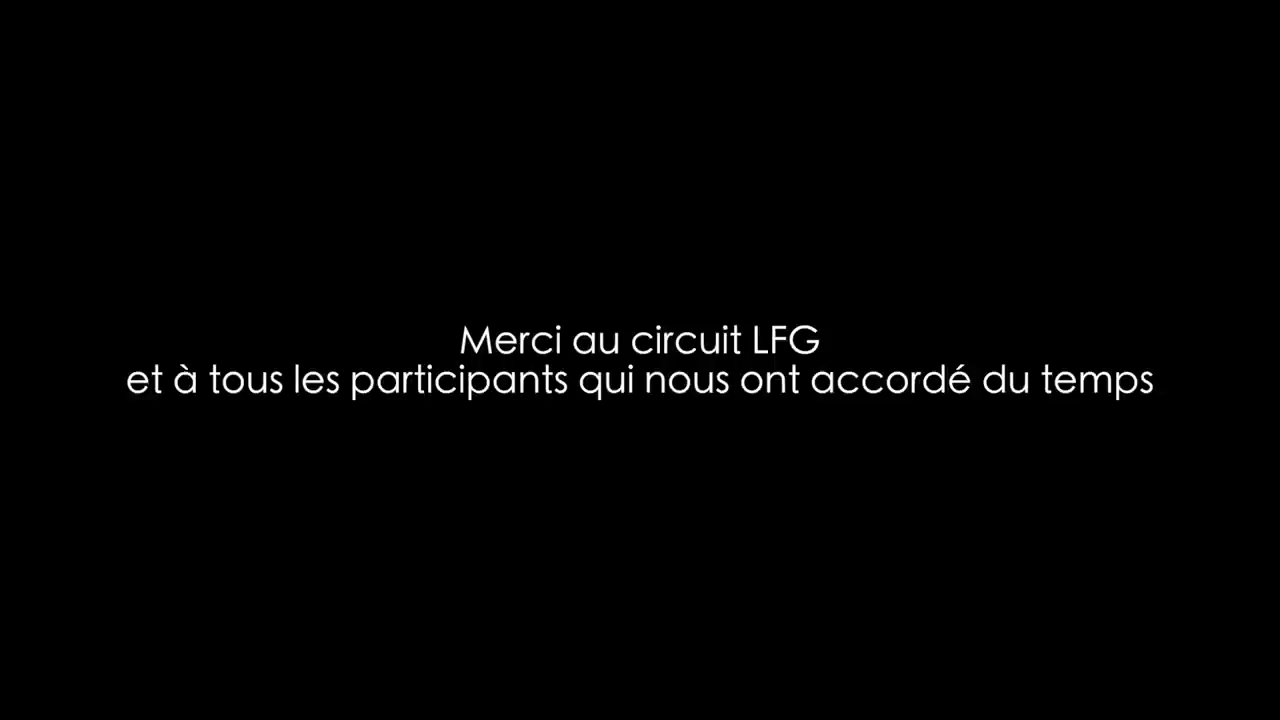 Merci au circuit LFG
et à tous les participants qui nous ont accordé du temps